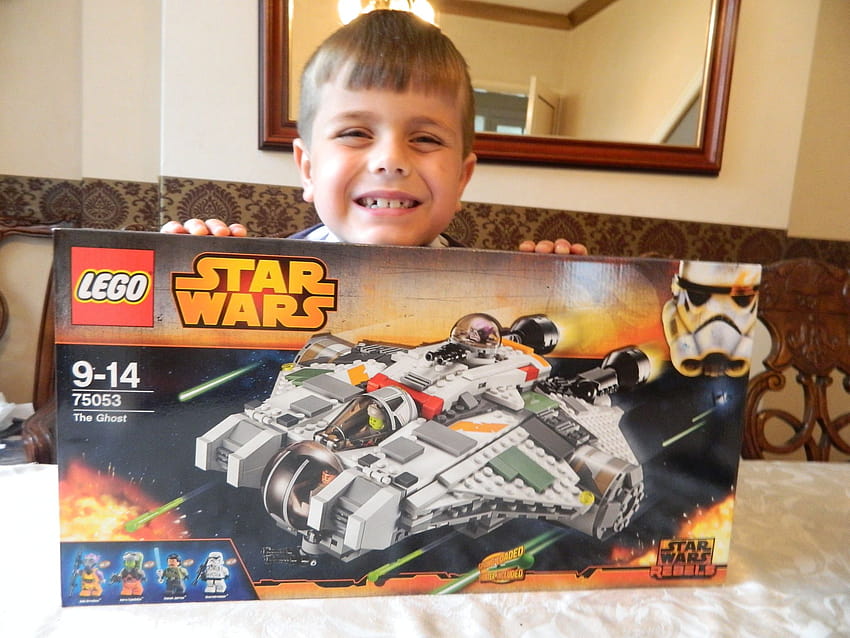 LEGO
STAR
WARS
9-14
75053
The Ghost
STAR
WARS
REBELS